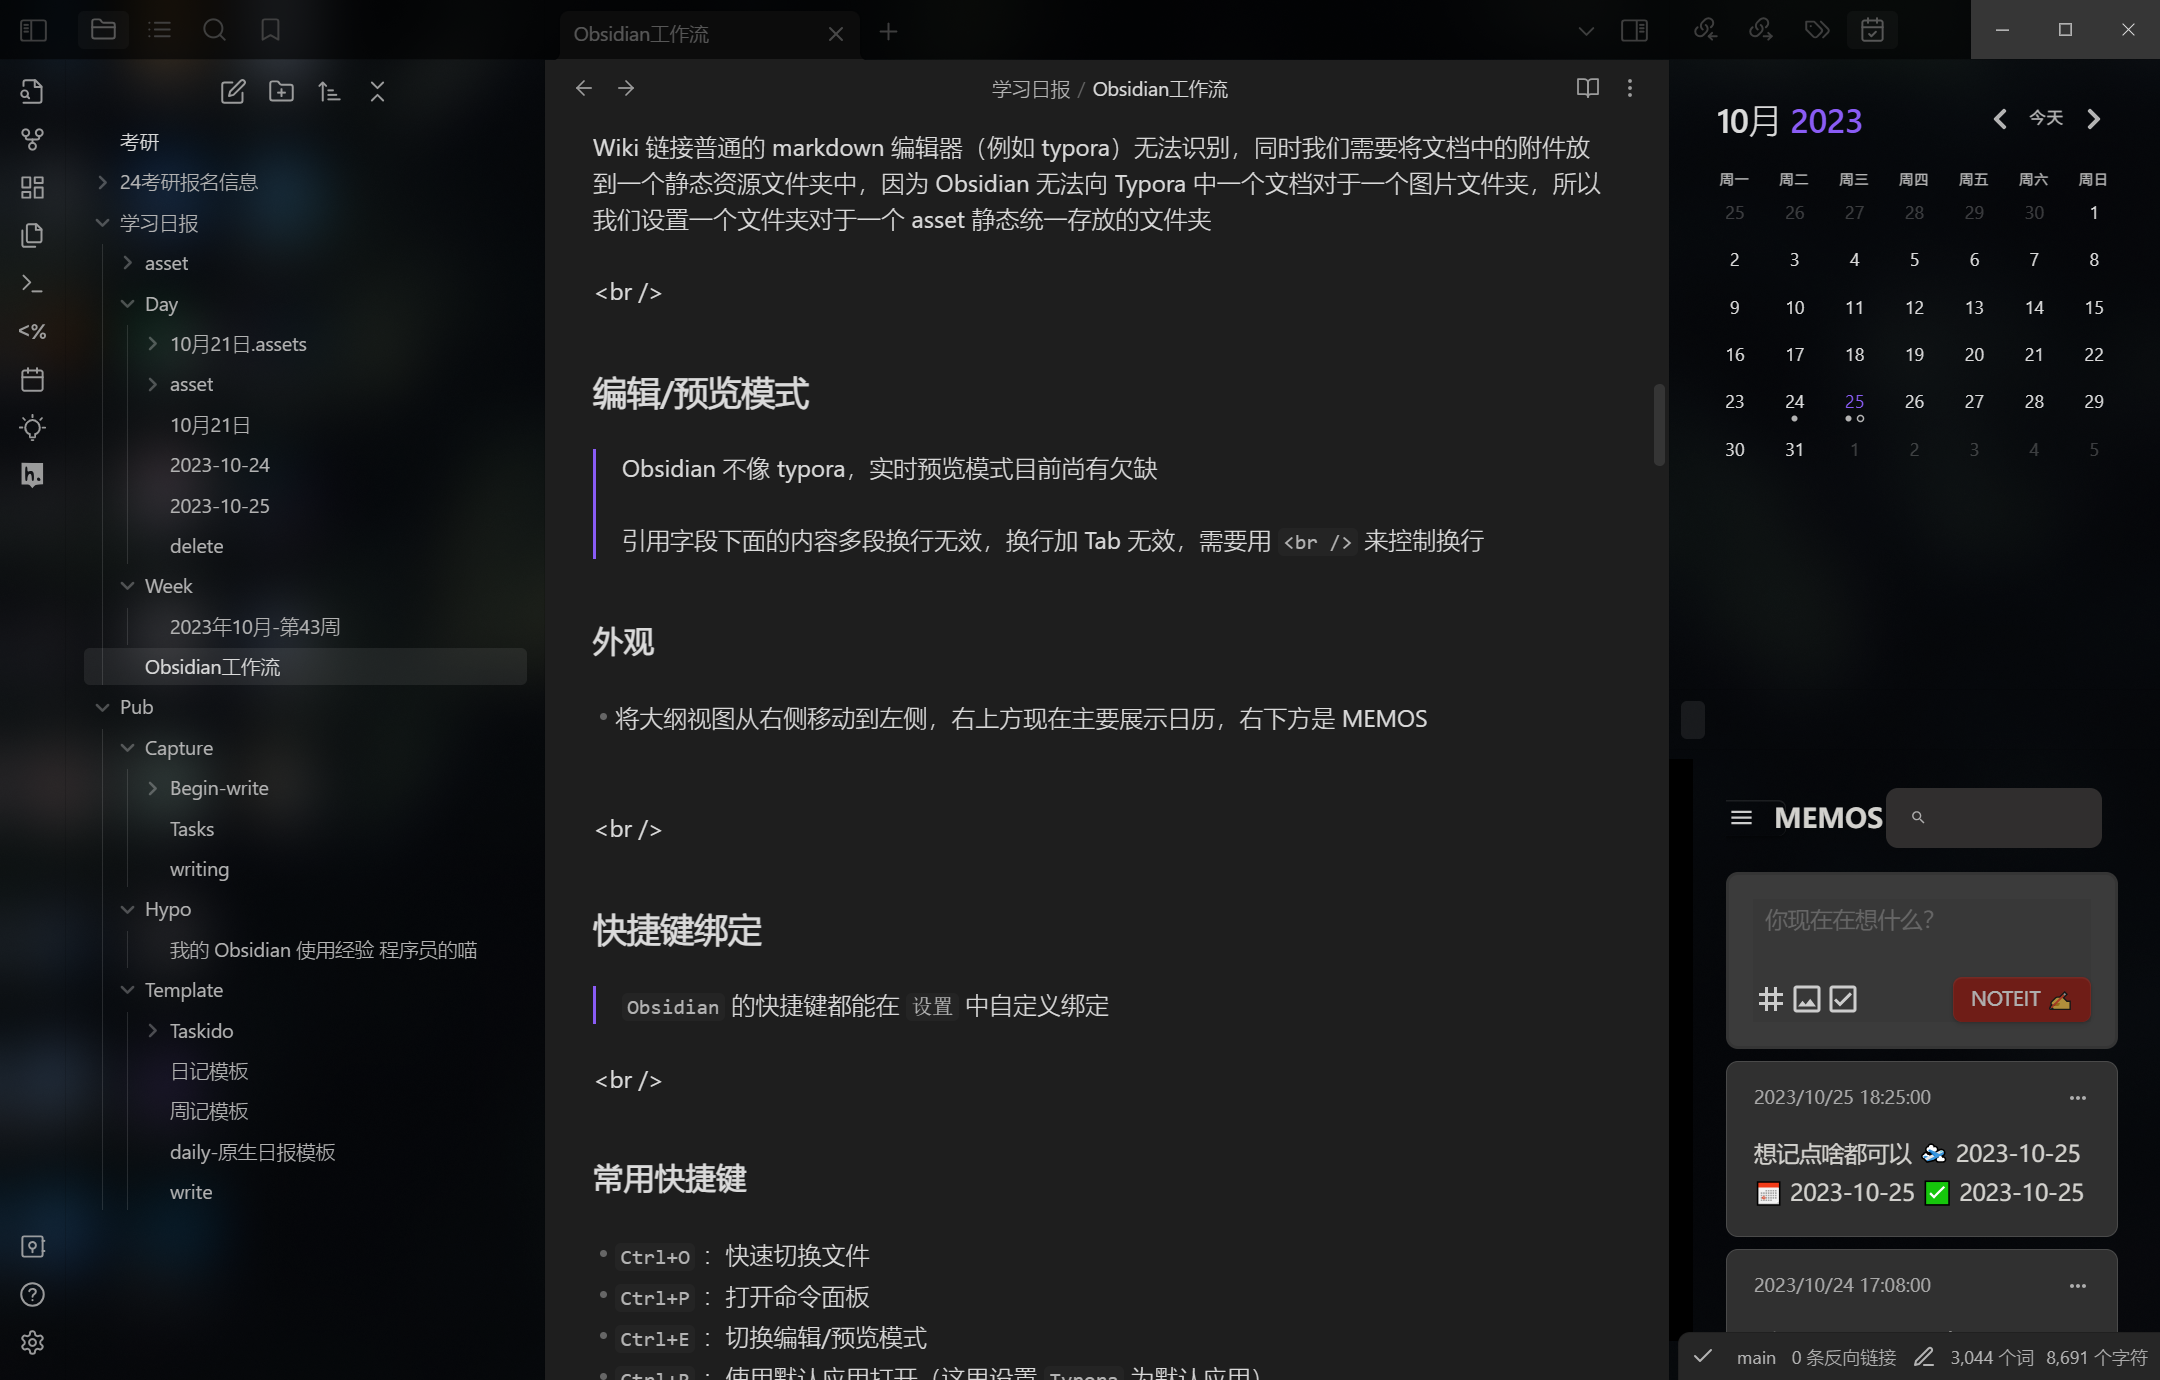 Obsidian工作流
考研
24考研报名信息
学习日报
asset
Day
10月21日.assets
asset
10月21日
2023-10-24
2023-10-25
delete
Week
2023年10月-第43周
Obsidian工作流
Pub
Capture
Begin-write
Tasks
writing
Hypo
我的 Obsidian 使用经验 程序员的喵
Template
Taskido
日记模板
周记模板
daily-原生日报模板
write
<%
h.
学习日报 / Obsidian工作流
Wiki 链接普通的 markdown 编辑器（例如 typora）无法识别，同时我们需要将文档中的附件放
到一个静态资源文件夹中，因为 Obsidian 无法向 Typora 中一个文档对于一个图片文件夹，所以
我们设置一个文件夹对于一个 asset 静态统一存放的文件夹
<br />
编辑/预览模式
Obsidian 不像 typora，实时预览模式目前尚有欠缺
引用字段下面的内容多段换行无效，换行加 Tab 无效，需要用 <br /> 来控制换行
外观
• 将大纲视图从右侧移动到左侧，右上方现在主要展示日历，右下方是 MEMOS
<br />
快捷键绑定
Obsidian 的快捷键都能在 设置 中自定义绑定
<br />
常用快捷键
• Ctrl+O ：快速切换文件
• Ctrl+P ：打开命令面板
• Ctrl+E ：切换编辑/预览模式
• Ctrl+R ：使用默认应用打开（这里设置 Typora 为默认应用）
10月 2023
今天
周一 周二 周三 周四 周五 周六 周日
25 26 27 28 29 30 1
2 3 4 5 6 7 8
9 10 11 12 13 14 15
16 17 18 19 20 21 22
23 24 25 26 27 28 29
30 31 1 2 3 4 5
MEMOS
你现在在想什么？
NOTEIT ✍
2023/10/25 18:25:00
想记点啥都可以 🛫 2023-10-25
📅 2023-10-25 ✅ 2023-10-25
2023/10/24 17:08:00
main 0 条反向链接 3,044 个词 8,691 个字符